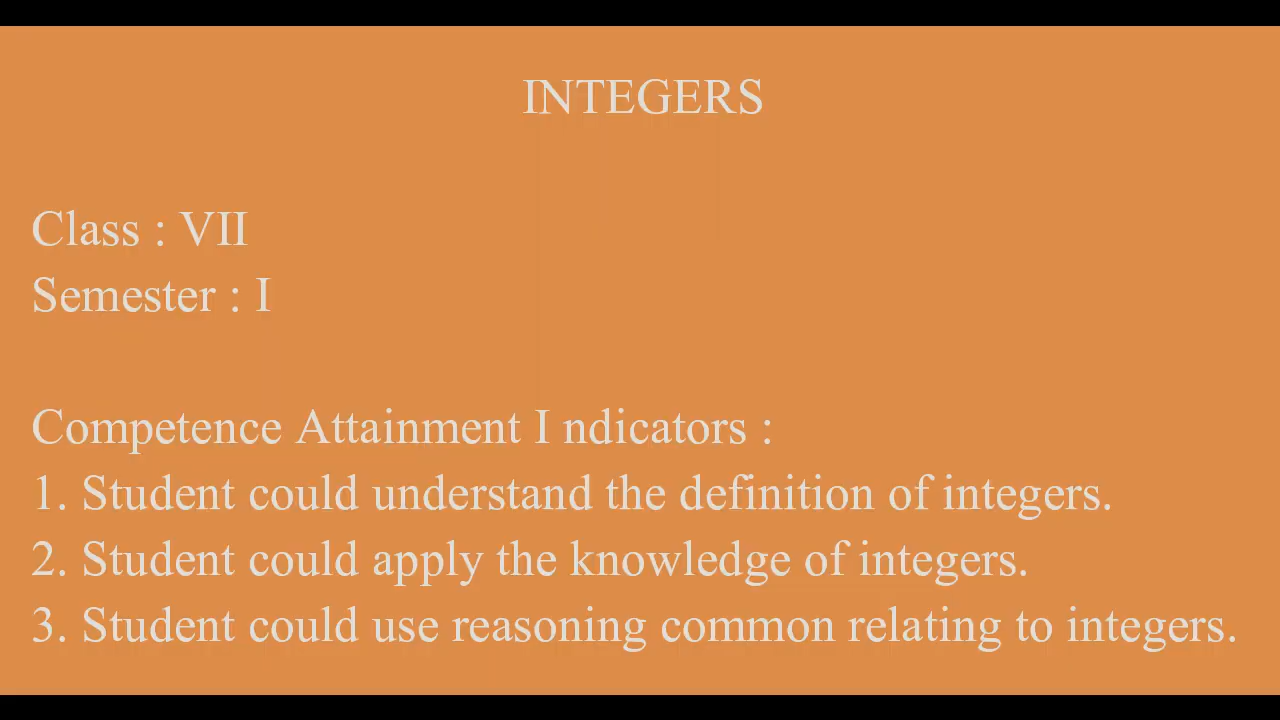 INTEGERS
Class : VII
Semester : I
Competence Attainment I ndicators :
1. Student could understand the definition of integers.
2. Student could apply the knowledge of integers.
3. Student could use reasoning common relating to integers.